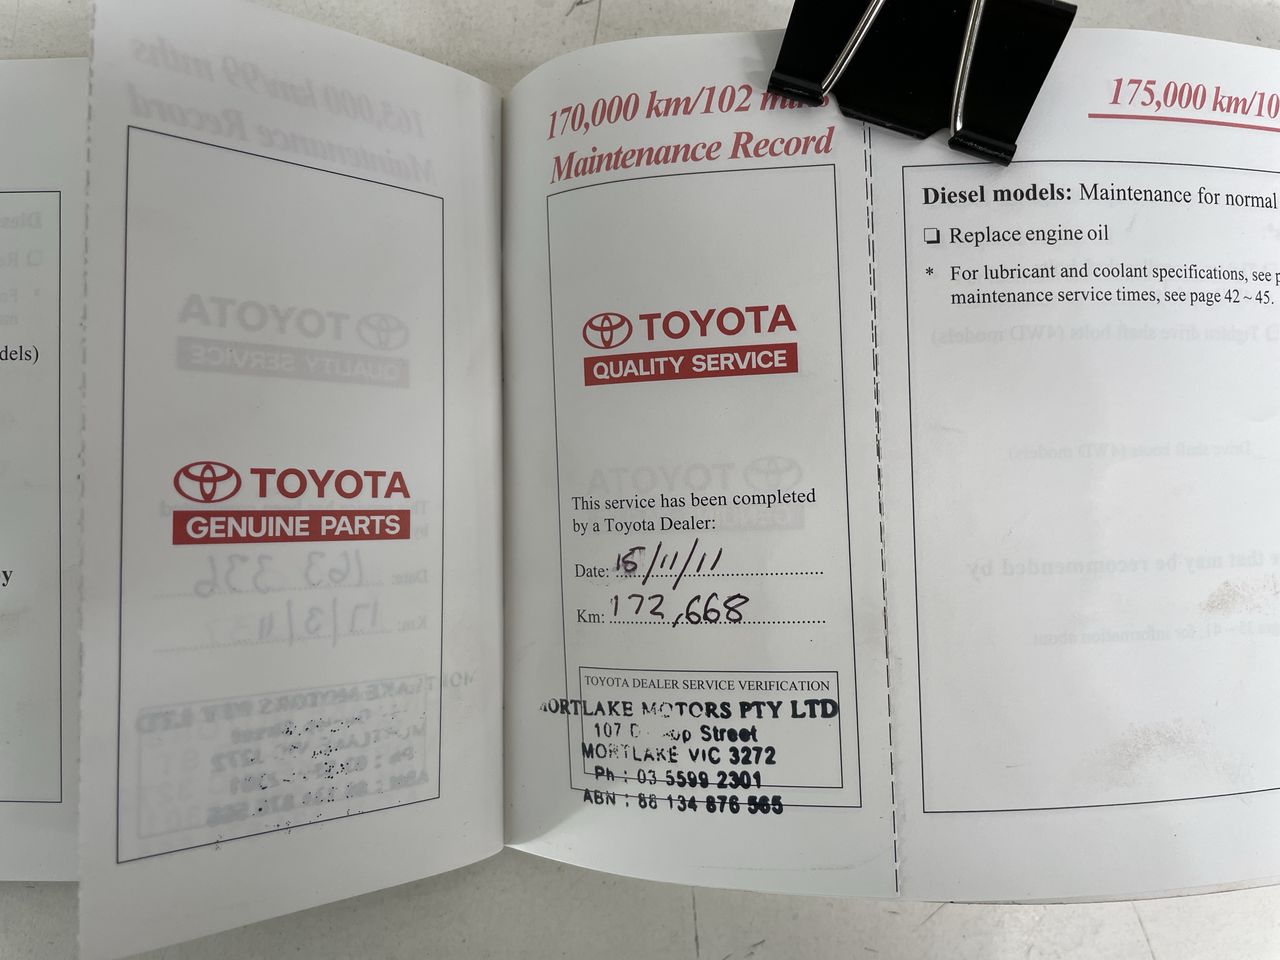 dels)
y
TOYOTA
GENUINE PARTS
170,000 km/102 mths
Maintenance Record
TOYOTA
QUALITY SERVICE
This service has been completed
by a Toyota Dealer:
Date: 15/11/11
Km: 172,668
TOYOTA DEALER SERVICE VERIFICATION
MORTLAKE MOTORS PTY LTD
107 Street
MORTLAKE VIC 3272
Ph : 03 5599 2301
ABN : 88 134 876 565
175,000 km/10
Diesel models: Maintenance for normal
❏ Replace engine oil
* For lubricant and coolant specifications, see p
maintenance service times, see page 42 ~ 45.